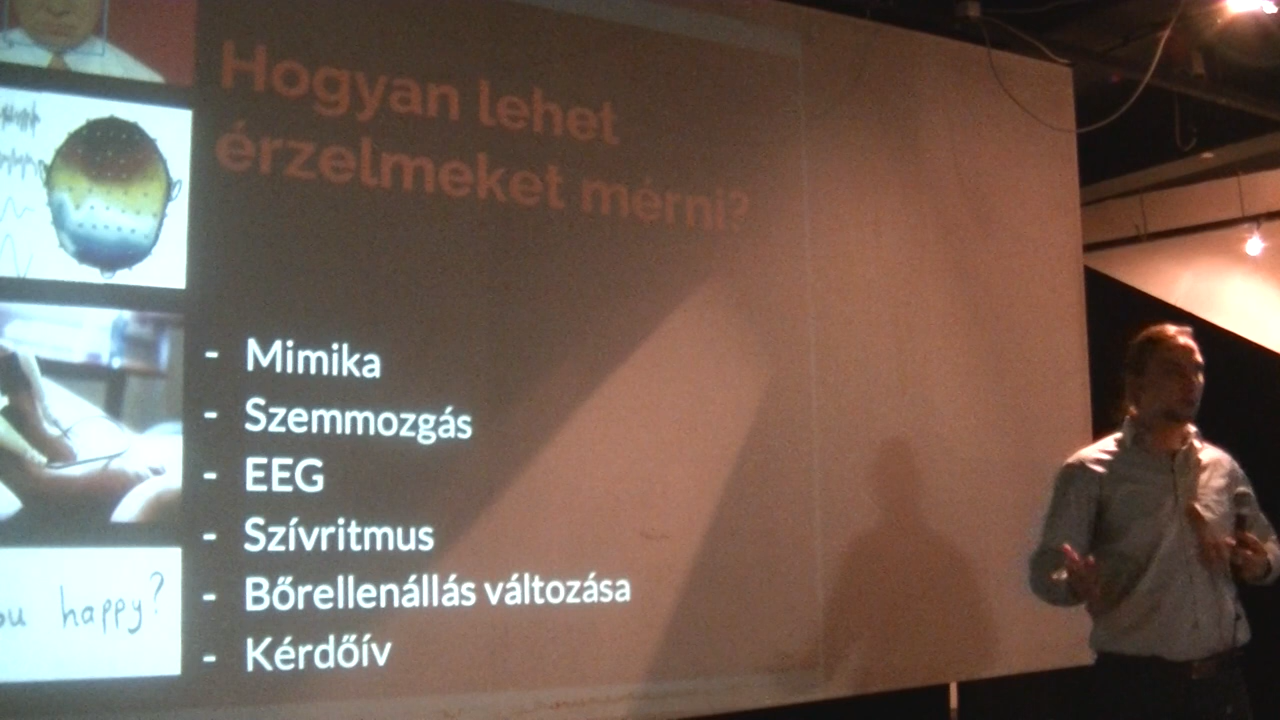 Hogyan lehet
érzelmeket mérni?
- Mimika
- Szemmozgás
- EEG
- Szívritmus
- Bőrellenállás változása
- Kérdőív
happy?